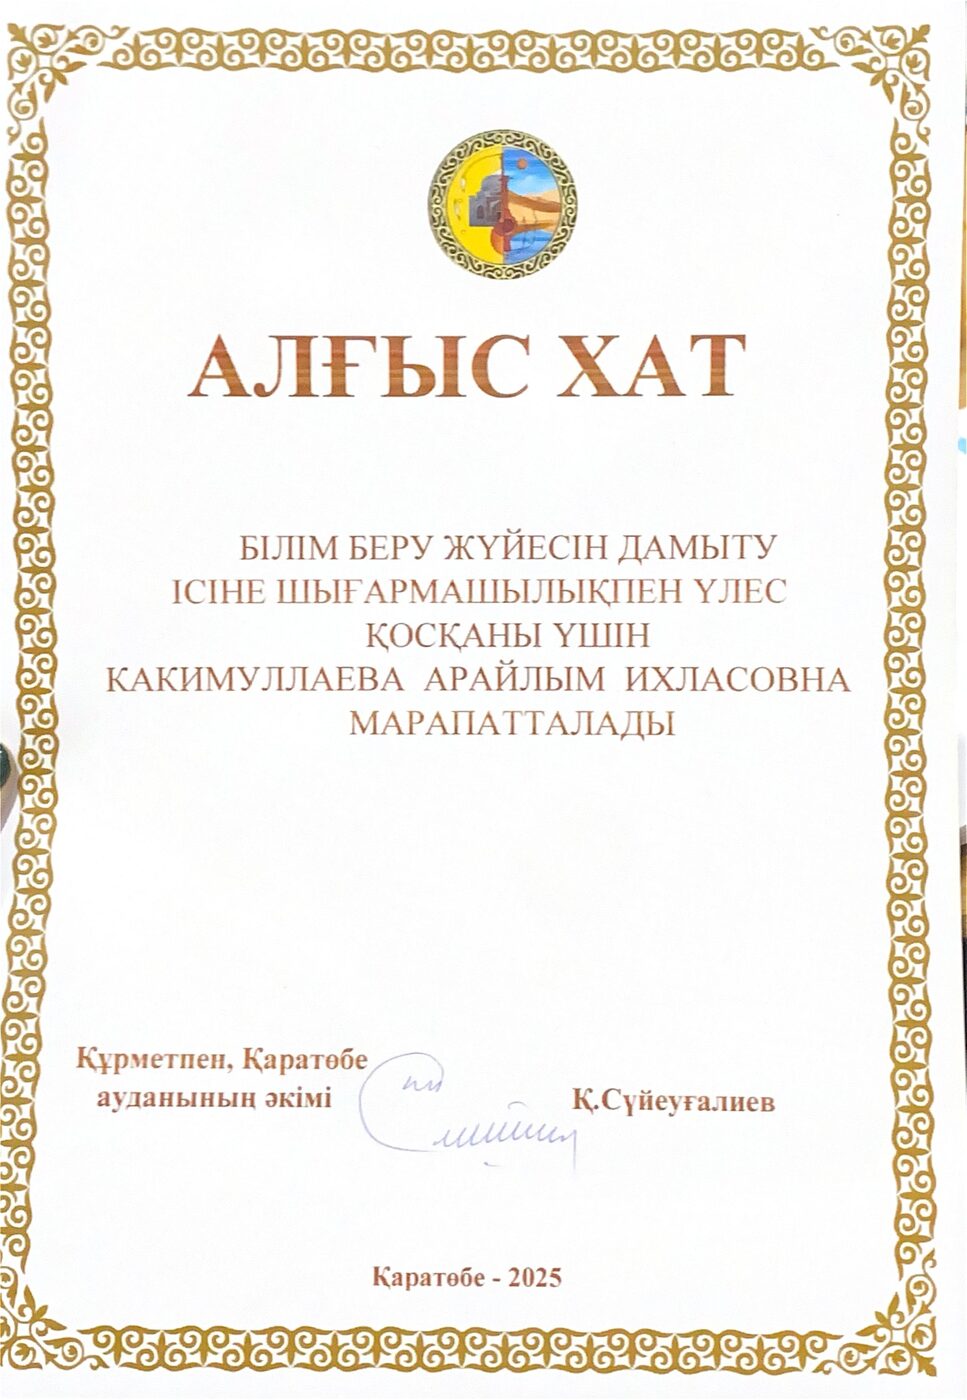 АЛҒЫС ХАТ
БІЛІМ БЕРУ ЖҮЙЕСІН ДАМЫТУ
ІСІНЕ ШЫҒАРМАШЫЛЫҚПЕН ҮЛЕС
ҚОСҚАНЫ ҮШІН
КАКИМУЛЛАЕВА АРАЙЛЫМ ИХЛАСОВНА
МАРАПАТТАЛАДЫ
Құрметпен, Қаратөбе
ауданының әкімі
Қ.Сүйеуғалиев
Қаратөбе - 2025